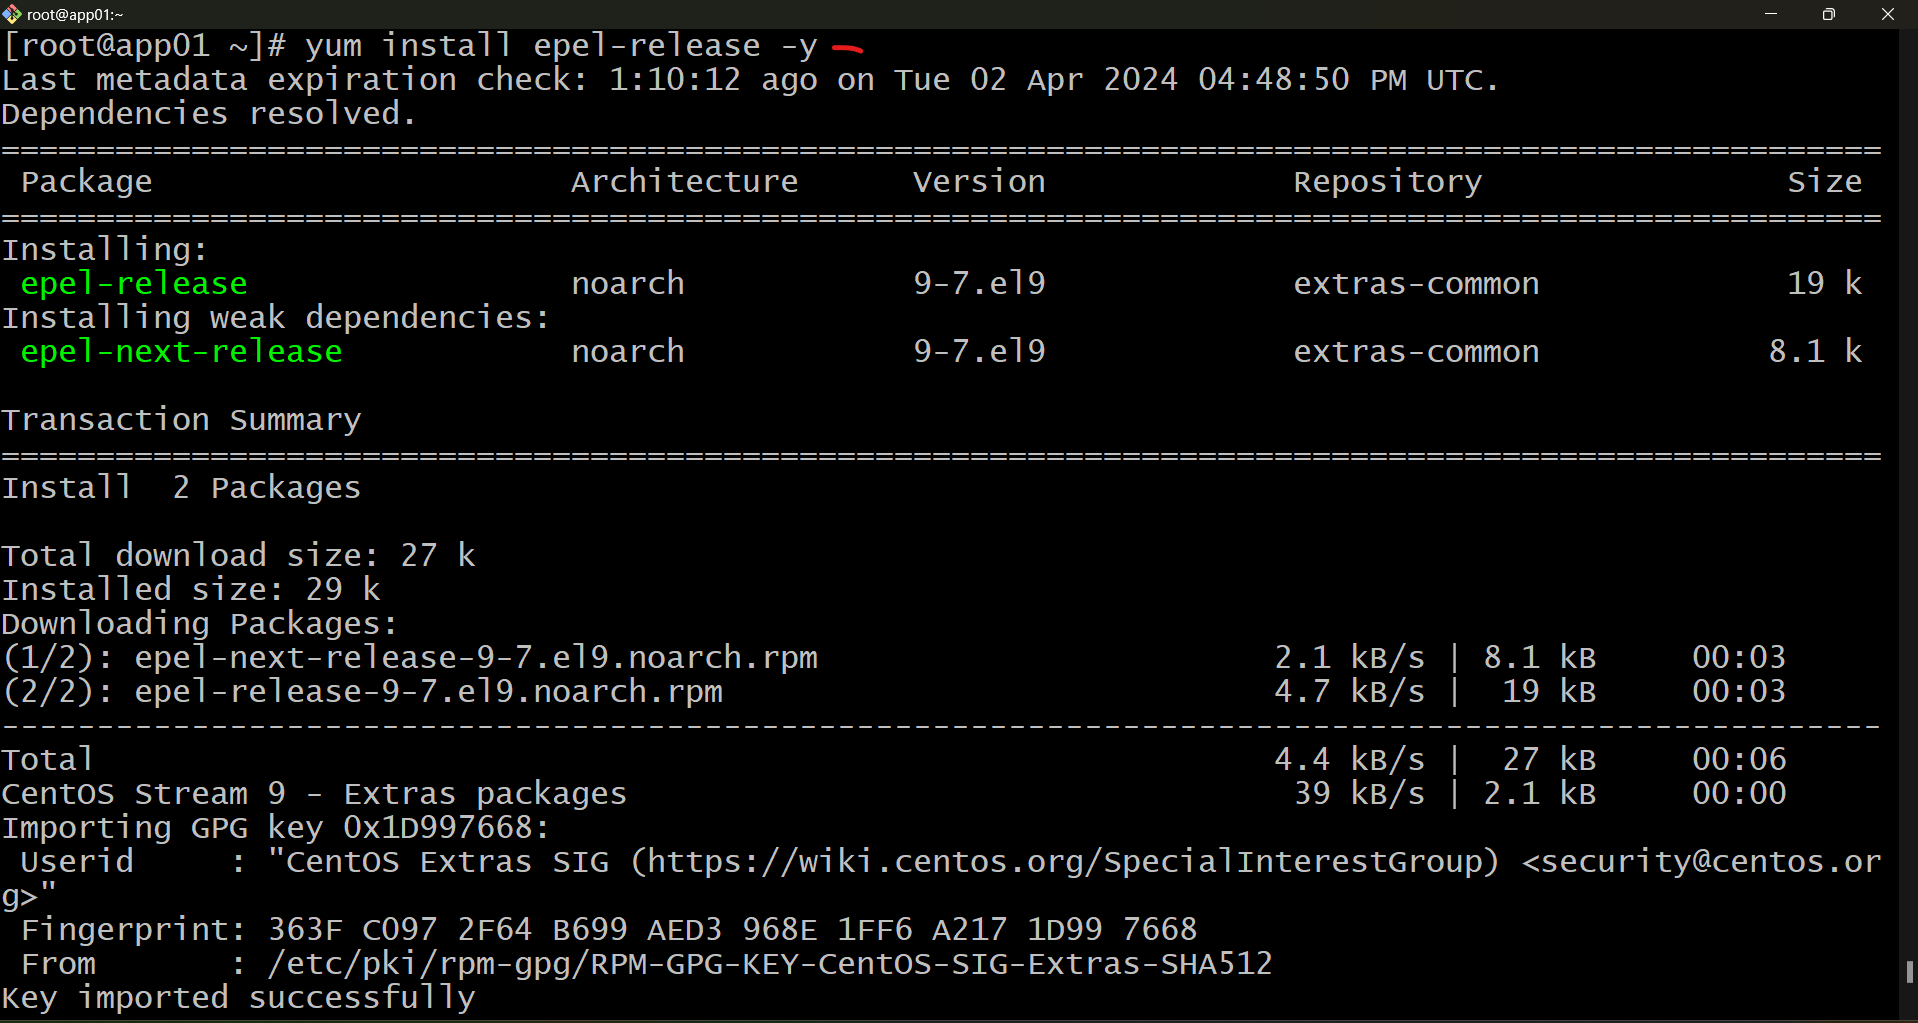 root@app01:~
[root@app01 ~]# yum install epel-release -y
Last metadata expiration check: 1:10:12 ago on Tue 02 Apr 2024 04:48:50 PM UTC.
Dependencies resolved.
================================================================================
 Package                 Architecture      Version             Repository                Size
================================================================================
Installing:
 epel-release            noarch            9-7.el9             extras-common             19 k
Installing weak dependencies:
 epel-next-release       noarch            9-7.el9             extras-common            8.1 k
Transaction Summary
================================================================================
Install  2 Packages
Total download size: 27 k
Installed size: 29 k
Downloading Packages:
(1/2): epel-next-release-9-7.el9.noarch.rpm                        2.1 kB/s | 8.1 kB     00:03
(2/2): epel-release-9-7.el9.noarch.rpm                             4.7 kB/s |  19 kB     00:03
--------------------------------------------------------------------------------
Total                                                              4.4 kB/s |  27 kB     00:06
CentOS Stream 9 - Extras packages                                   39 kB/s | 2.1 kB     00:00
Importing GPG key 0x1D997668:
 Userid     : "CentOS Extras SIG (https://wiki.centos.org/SpecialInterestGroup) <security@centos.or
g>"
 Fingerprint: 363F C097 2F64 B699 AED3 968E 1FF6 A217 1D99 7668
 From       : /etc/pki/rpm-gpg/RPM-GPG-KEY-CentOS-SIG-Extras-SHA512
Key imported successfully